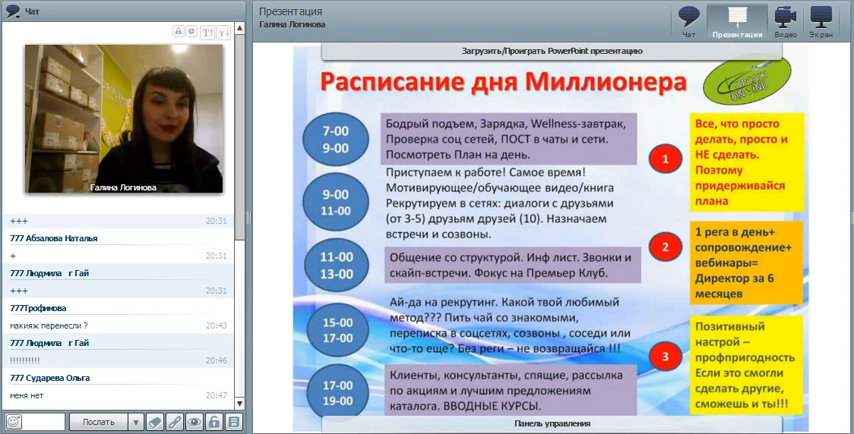 Чат
Презентация
Галина Логинова
Чат
Презентация
Видео
Экран
Галина Логинова
+++ 20:31
777 Абзалова Наталья
+ 20:31
777 Людмила г Гай
+++ 20:31
777Трофимова
макияж перенесли ? 20:43
777 Людмила г Гай
!!!!!!!!!! 20:46
777 Сударева Ольга
меня нет 20:47
Послать
Загрузить/Проиграть PowerPoint презентацию
Расписание дня Миллионера
ON-LINE
7-00
9-00
Бодрый подъем, Зарядка, Wellness-завтрак,
Проверка соц сетей, ПОСТ в чаты и сети.
Посмотреть План на день.
9-00
11-00
Приступаем к работе! Самое время!
Мотивирующее/обучающее видео/книга
Рекрутируем в сетях: диалоги с друзьями
(от 3-5) друзьям друзей (10). Назначаем
встречи и созвоны.
11-00
13-00
Общение со структурой. Инф лист. Звонки и
скайп-встречи. Фокус на Премьер Клуб.
15-00
17-00
Ай-да на рекрутинг. Какой твой любимый
метод??? Пить чай со знакомыми,
переписка в соцсетях, созвоны , соседи или
что-то еще? Без реги – не возвращайся !!!
17-00
19-00
Клиенты, консультанты, спящие, рассылка
по акциям и лучшим предложениям
каталога. ВВОДНЫЕ КУРСЫ.
1
Все, что просто
делать, просто и
НЕ сделать.
Поэтому
придерживайся
плана
2
1 рега в день+
сопровождение+
вебинары=
Директор за 6
месяцев
3
Позитивный
настрой –
профпригодность
Если это смогли
сделать другие,
сможешь и ты!!!
Панель управления